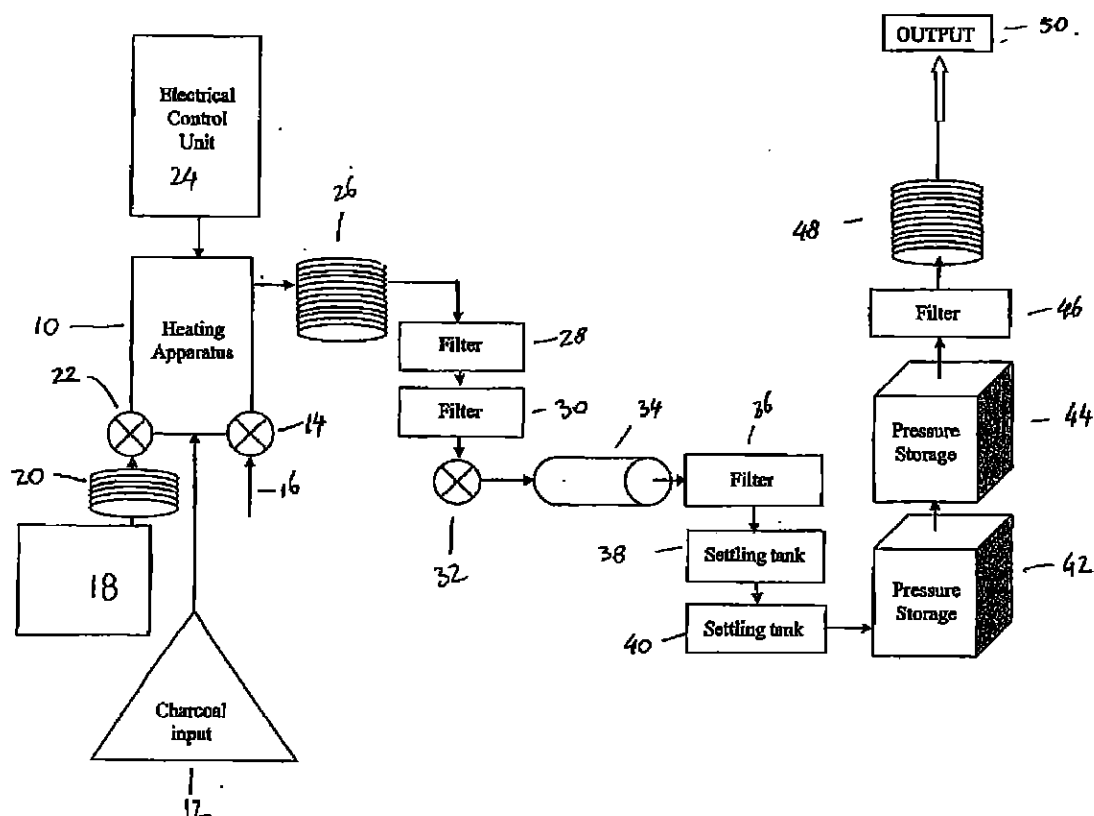 OUTPUT
50.
Electrical
Control
Unit
24
26
48
10
Heating
Apparatus
Filter
46
Filter
28
22
Filter
30
34
36
14
44
Pressure
Storage
20
16
Filter
32
38
Settling tank
42
18
Pressure
Storage
40
Settling tank
Charcoal
input
12